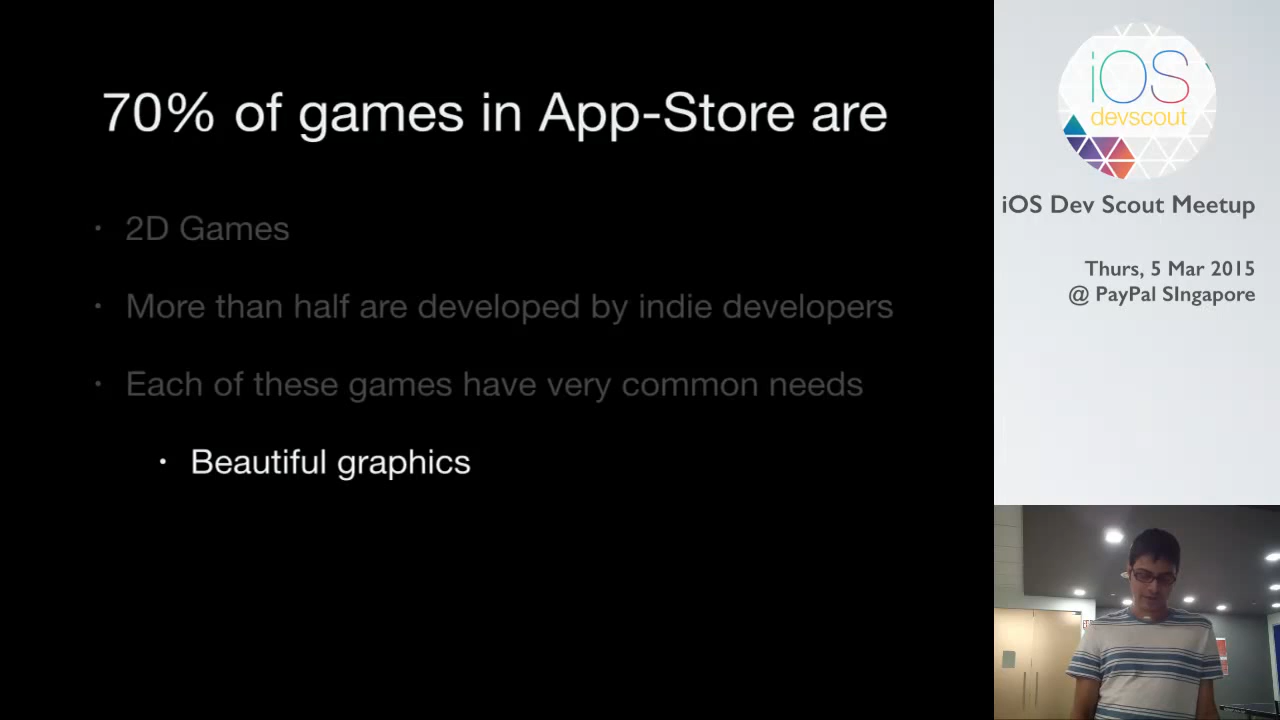 70% of games in App-Store are
• 2D Games
• More than half are developed by indie developers
• Each of these games have very common needs
• Beautiful graphics
iOS
devscout
iOS Dev Scout Meetup
Thurs, 5 Mar 2015
@ PayPal SIngapore